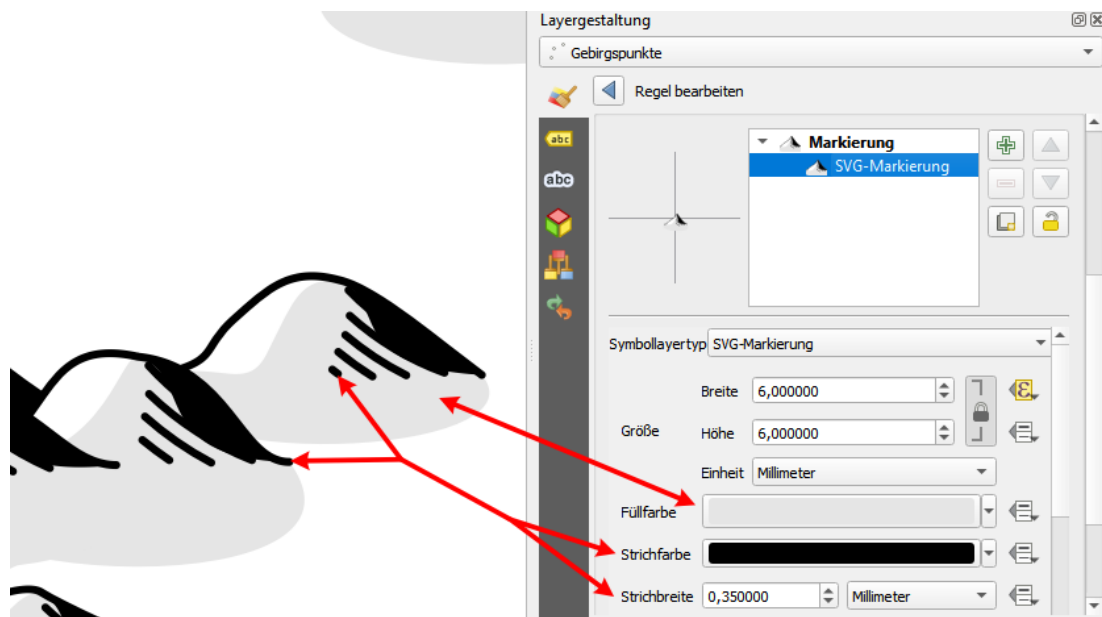 Layergestaltung
Gebirgspunkte
Regel bearbeiten
abc
abc
Markierung
SVG-Markierung
Symbollayertyp SVG-Markierung
Breite 6,000000
Größe
Höhe 6,000000
Einheit Millimeter
Füllfarbe
Strichfarbe
Strichbreite 0,350000 Millimeter